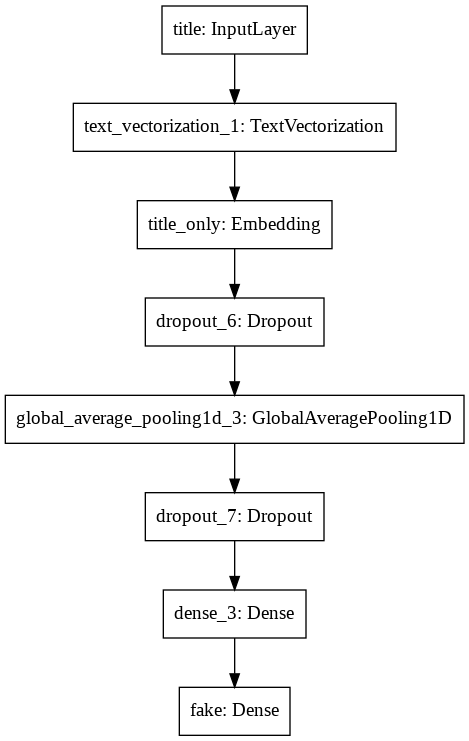 title: InputLayer
text_vectorization_1: TextVectorization
title_only: Embedding
dropout_6: Dropout
global_average_pooling1d_3: GlobalAveragePooling1D
dropout_7: Dropout
dense_3: Dense
fake: Dense